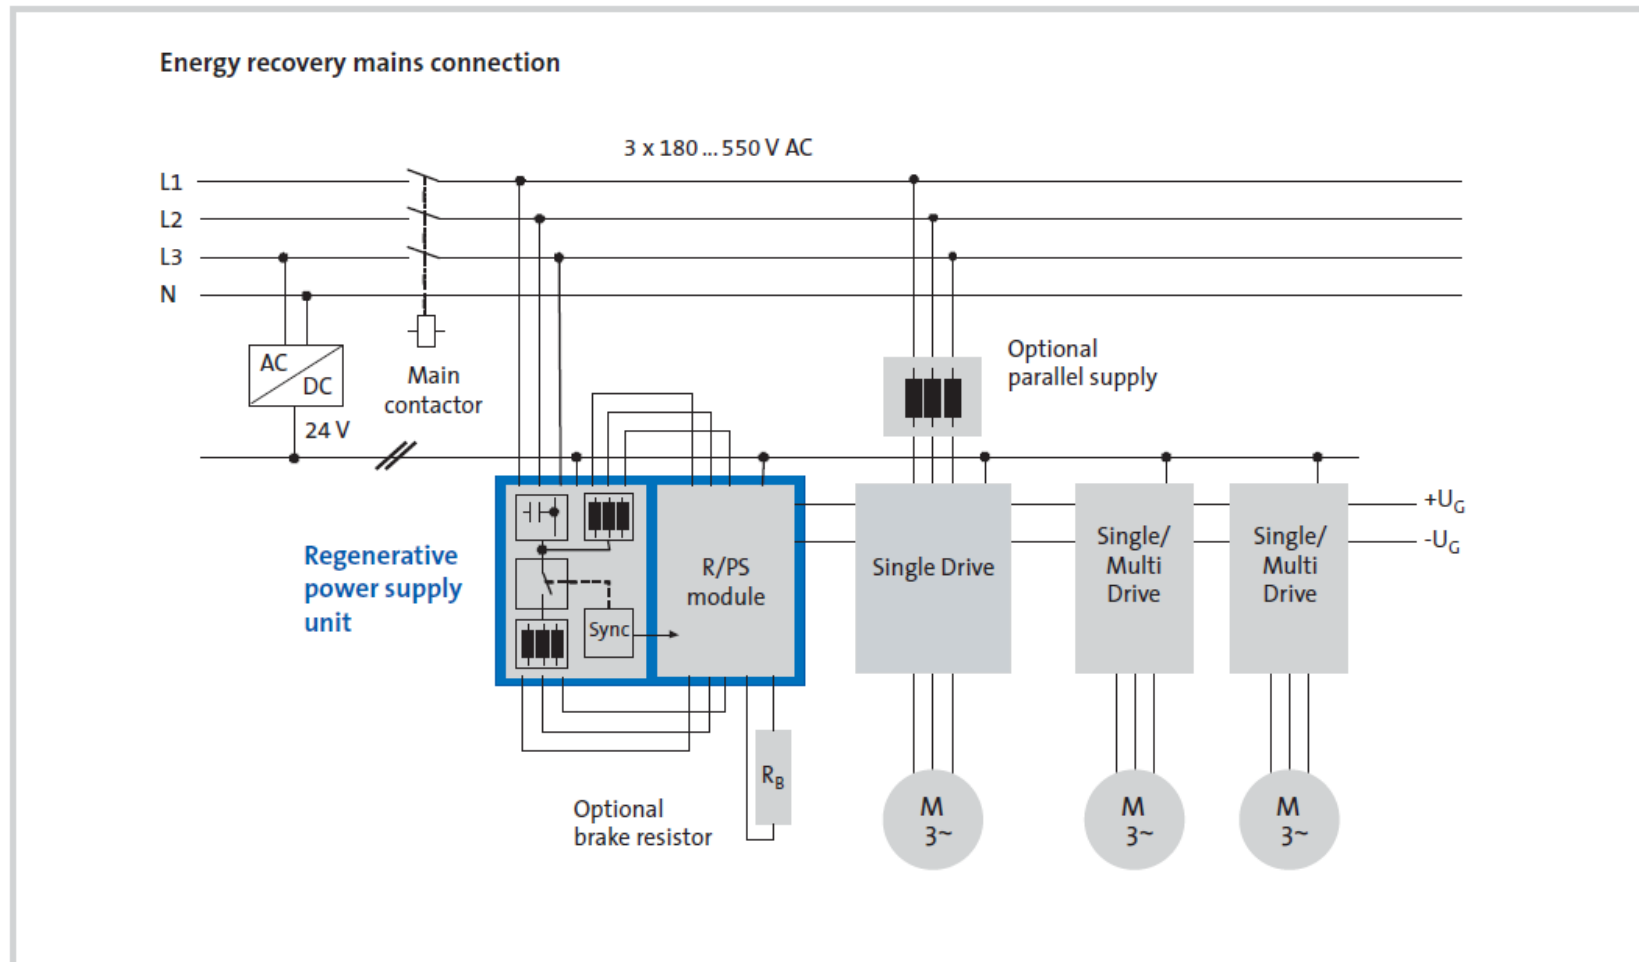 Energy recovery mains connection
3 x 180 ... 550 V AC
L1
L2
L3
N
AC
DC
24 V
Main
contactor
Optional
parallel supply
Regenerative
power supply
unit
Sync
R/PS
module
Single Drive
Single/
Multi
Drive
Single/
Multi
Drive
+UG
-UG
RB
Optional
brake resistor
M
3~
M
3~
M
3~